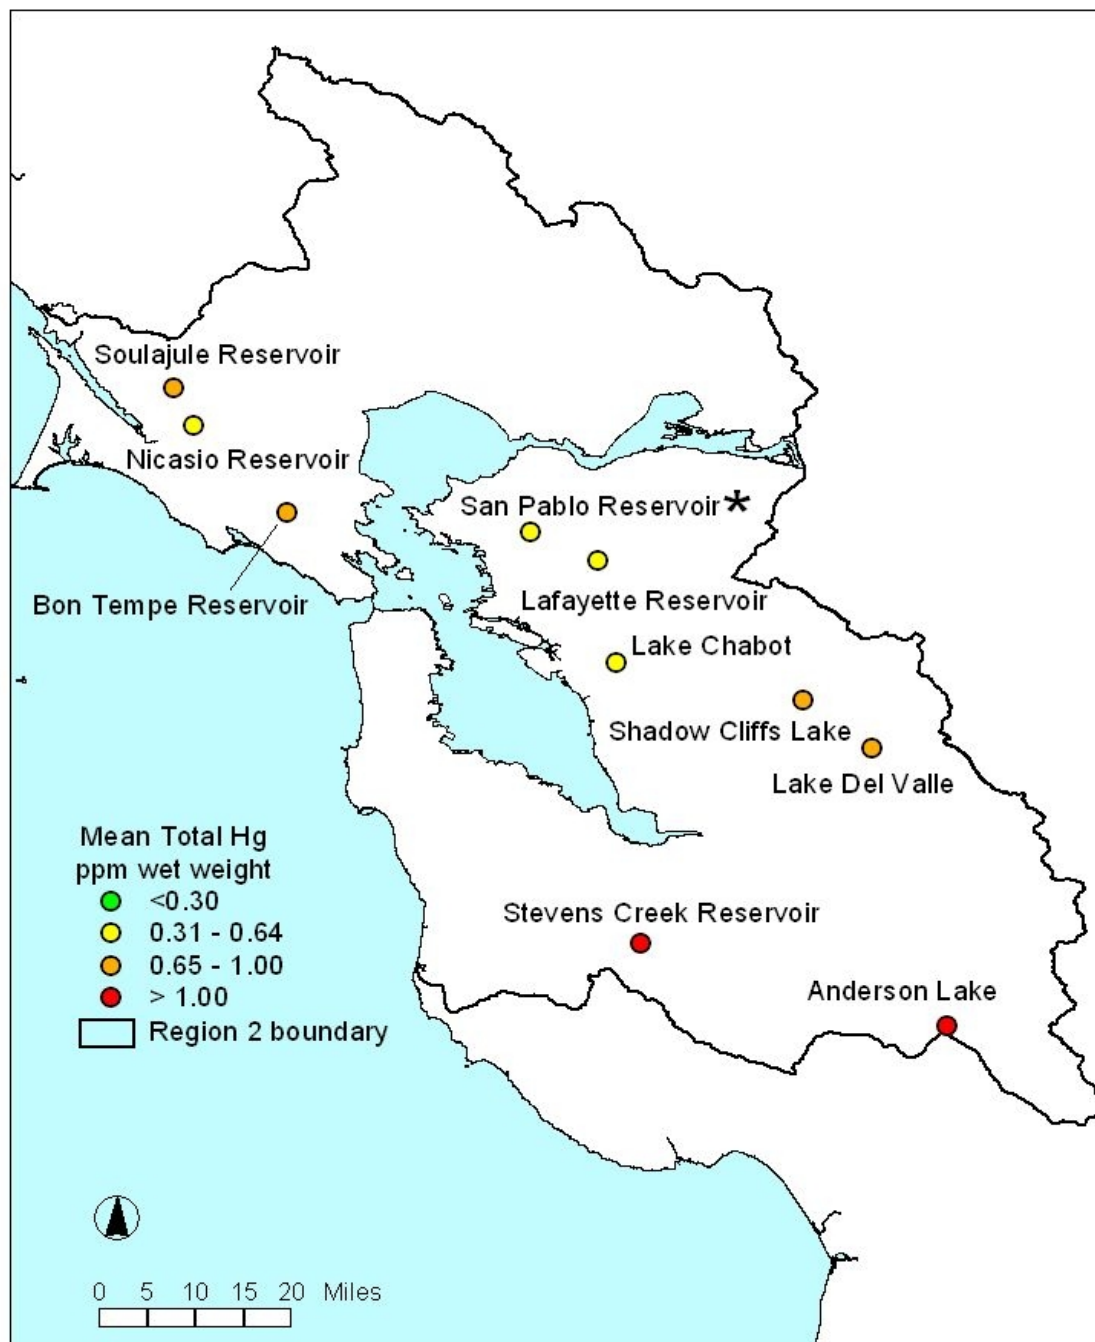 Soulajule Reservoir
Nicasio Reservoir
San Pablo Reservoir*
Bon Tempe Reservoir
Lafayette Reservoir
Lake Chabot
Shadow Cliffs Lake
Lake Del Valle
Mean Total Hg
ppm wet weight
<0.30
0.31 - 0.64
0.65 - 1.00
> 1.00
Region 2 boundary
Stevens Creek Reservoir
Anderson Lake
0 5 10 15 20 Miles